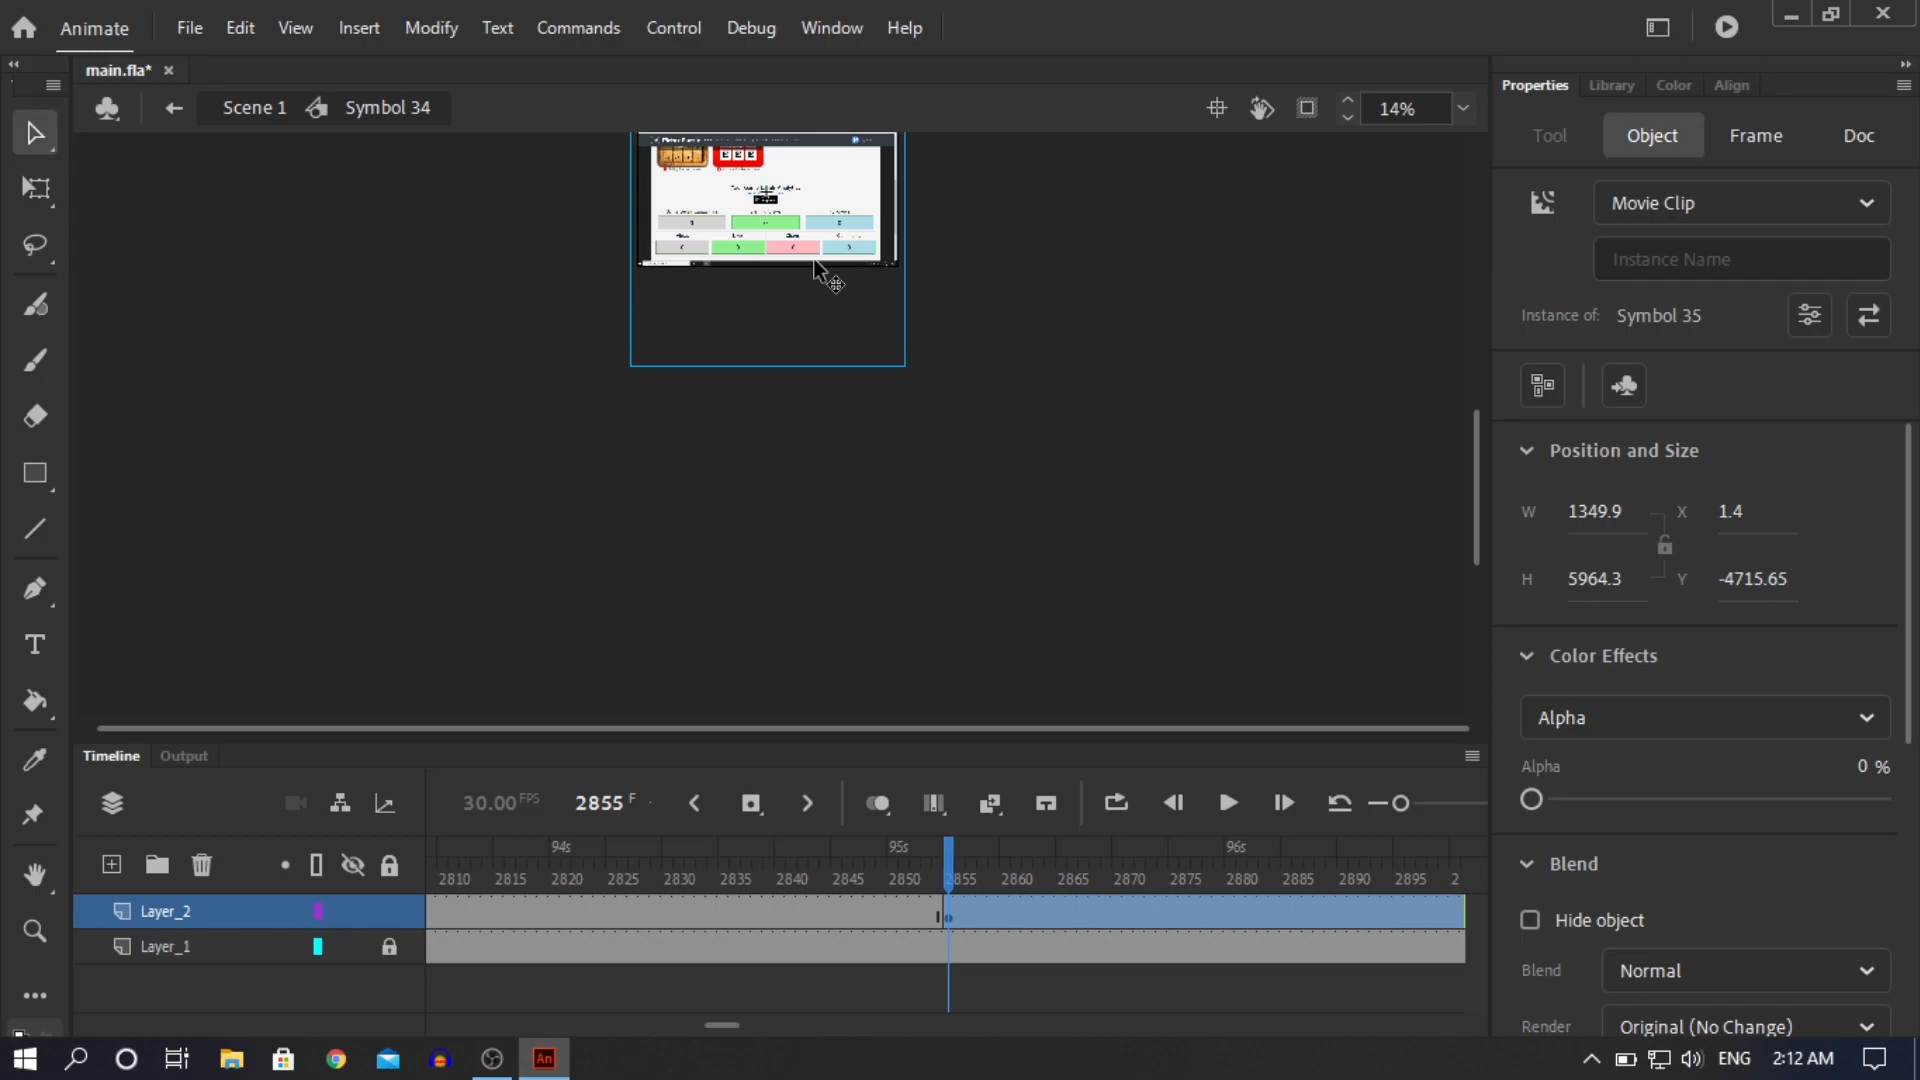 Animate File Edit View Insert Modify Text Commands Control Debug Window Help
main.fla*
Properties Library Color Align
Scene 1 Symbol 34 14%
Tool Object Frame Doc
Movie Clip
Instance Name
Instance of: Symbol 35
Position and Size
W 1349.9 X 1.4
H 5964.3 Y -4715.65
Color Effects
Alpha
Alpha 0 %
Blend
Hide object
Blend Normal
Render Original (No Change)
Timeline Output
30.00 FPS 2855 F
94s 95s 96s
2810 2815 2820 2825 2830 2835 2840 2845 2850 2855 2860 2865 2870 2875 2880 2885 2890 2895 2
Layer_2
Layer_1
An ENG 2:12 AM